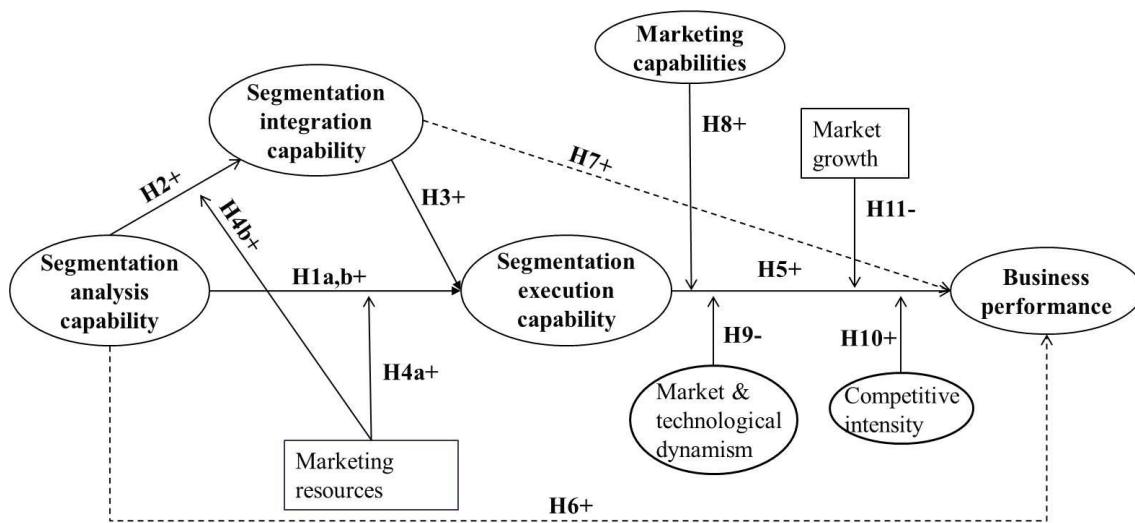 Marketing
capabilities
Segmentation
integration
capability
H8+
Market
growth
H7+
H2+
H3+
H4b+
H11-
Segmentation
analysis
capability
H1a,b+
Segmentation
execution
capability
H5+
Business
performance
H4a+
H9-
H10+
Market &
technological
dynamism
Competitive
intensity
Marketing
resources
H6+